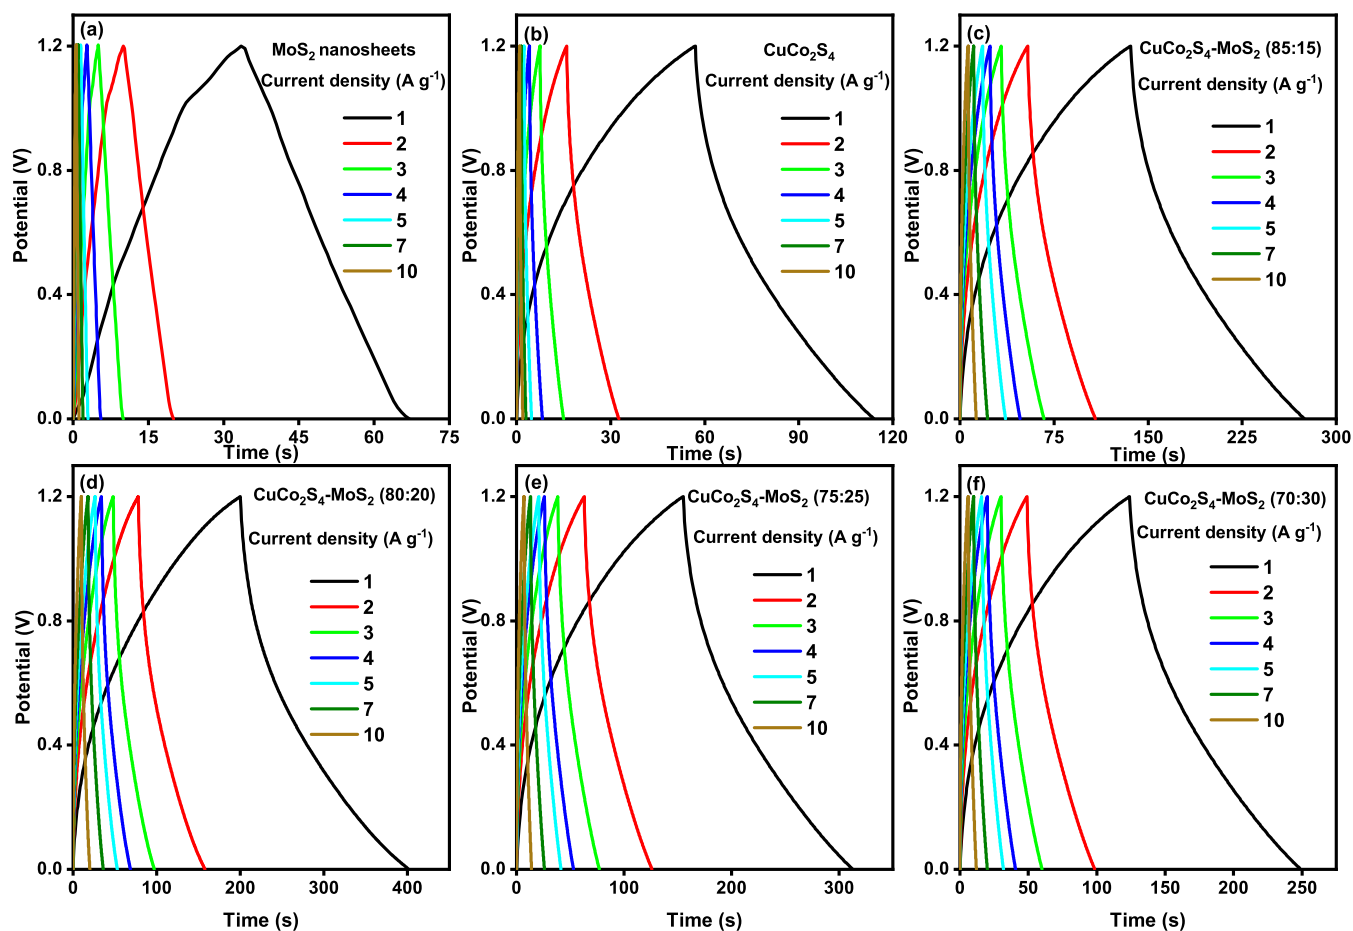 (a)
MoS2 nanosheets
Current density (A g-1)
1
2
3
4
5
7
10
Potential (V)
1.2
0.8
0.4
0.0
0 15 30 45 60 75
Time (s)
(b)
CuCo2S4
Current density (A g-1)
1
2
3
4
5
7
10
Potential (V)
1.2
0.8
0.4
0.0
0 30 60 90 120
Time (s)
(c)
CuCo2S4-MoS2 (85:15)
Current density (A g-1)
1
2
3
4
5
7
10
Potential (V)
1.2
0.8
0.4
0.0
0 75 150 225 300
Time (s)
(d)
CuCo2S4-MoS2 (80:20)
Current density (A g-1)
1
2
3
4
5
7
10
Potential (V)
1.2
0.8
0.4
0.0
0 100 200 300 400
Time (s)
(e)
CuCo2S4-MoS2 (75:25)
Current density (A g-1)
1
2
3
4
5
7
10
Potential (V)
1.2
0.8
0.4
0.0
0 100 200 300
Time (s)
(f)
CuCo2S4-MoS2 (70:30)
Current density (A g-1)
1
2
3
4
5
7
10
Potential (V)
1.2
0.8
0.4
0.0
0 50 100 150 200 250
Time (s)